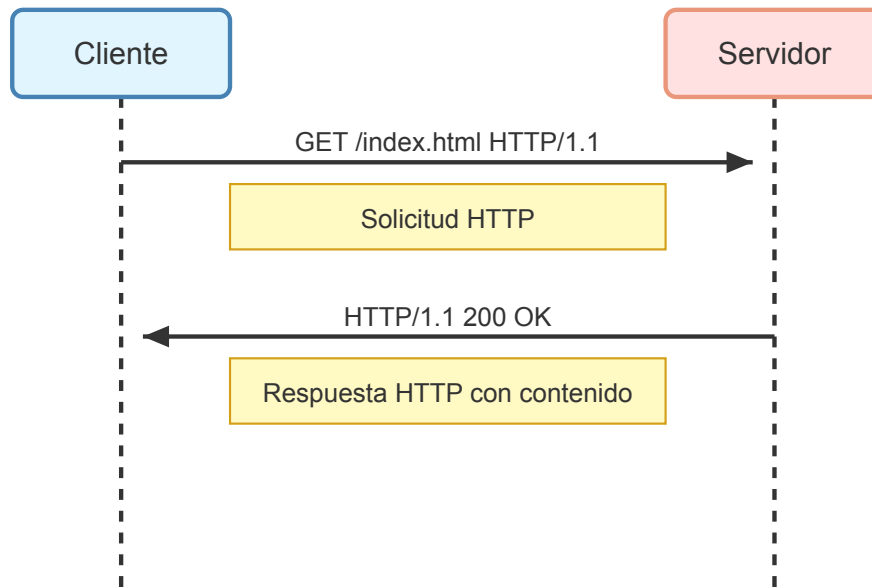 Cliente
Servidor
GET /index.html HTTP/1.1
Solicitud HTTP
HTTP/1.1 200 OK
Respuesta HTTP con contenido